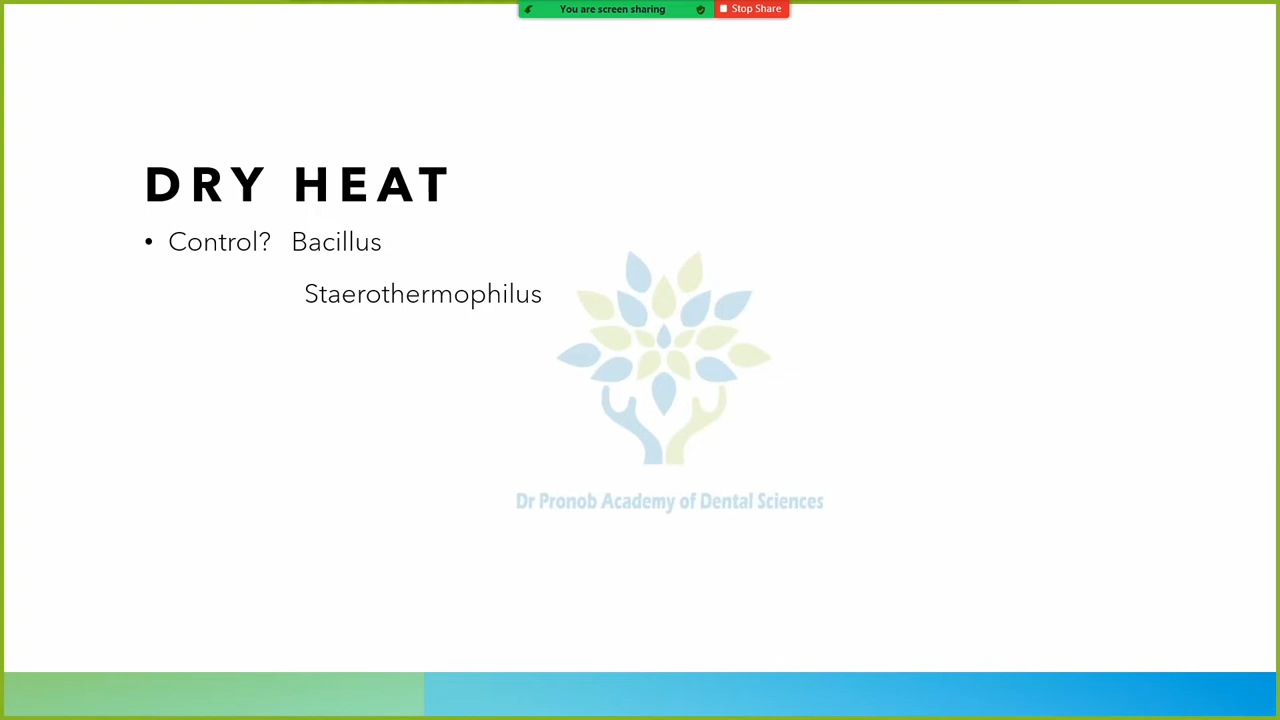 You are screen sharing Stop Share
DRY HEAT
• Control? Bacillus
Staerothermophilus
Dr Pronob Academy of Dental Sciences